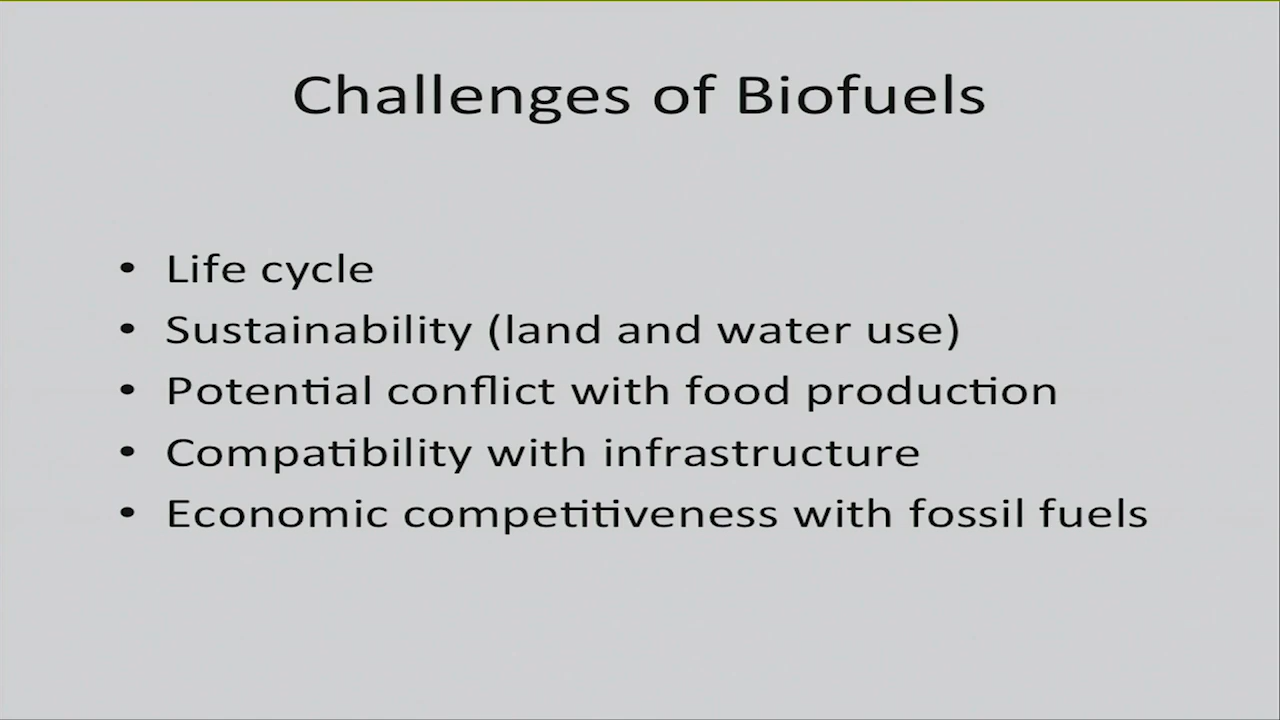 Challenges of Biofuels
• Life cycle
• Sustainability (land and water use)
• Potential conflict with food production
• Compatibility with infrastructure
• Economic competitiveness with fossil fuels